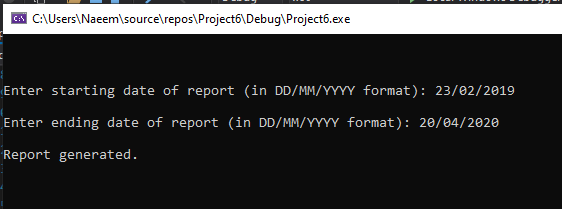 C:\Users\Naeem\source\repos\Project6\Debug\Project6.exe
Enter starting date of report (in DD/MM/YYYY format): 23/02/2019
Enter ending date of report (in DD/MM/YYYY format): 20/04/2020
Report generated.